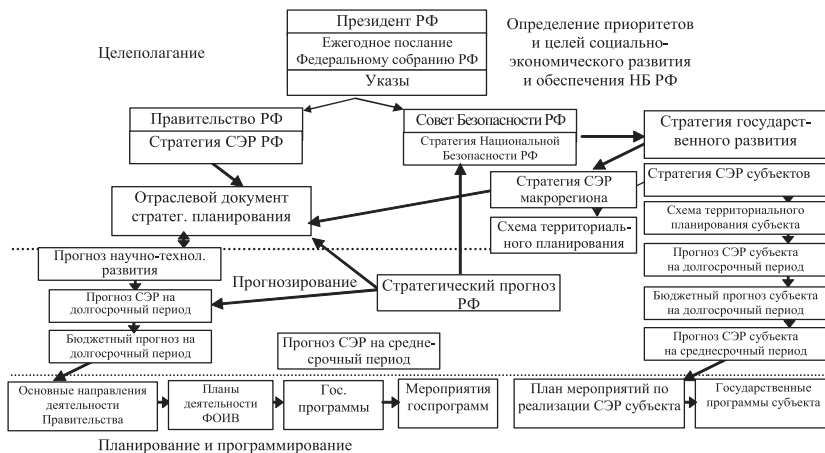 Целеполагание
Президент РФ
Ежегодное послание
Федеральному собранию РФ
Указы
Определение приоритетов
и целей социально-
экономического развития
и обеспечения НБ РФ
Правительство РФ
Стратегия СЭР РФ
Совет Безопасности РФ
Стратегия Национальной
Безопасности РФ
Стратегия государст-
венного развития
Отраслевой документ
стратег. планирования
Стратегия СЭР
макрорегиона
Стратегия СЭР субъектов
Схема территориаль-
ного планирования
Схема территориального
планирования субъекта
Прогноз научно-технол.
развития
Прогнозирование
Стратегический прогноз
РФ
Прогноз СЭР субъекта
на долгосрочный период
Прогноз СЭР на
долгосрочный период
Бюджетный прогноз субъекта
на долгосрочный период
Бюджетный прогноз на
долгосрочный период
Прогноз СЭР на средне-
срочный период
Прогноз СЭР субъекта
на среднесрочный период
Основные направления
деятельности
Правительства
Планы
деятельности
ФОИВ
Гос.
программы
Мероприятия
госпрограмм
План мероприятий по
реализации СЭР субъекта
Государственные
программы субъекта
Планирование и программирование